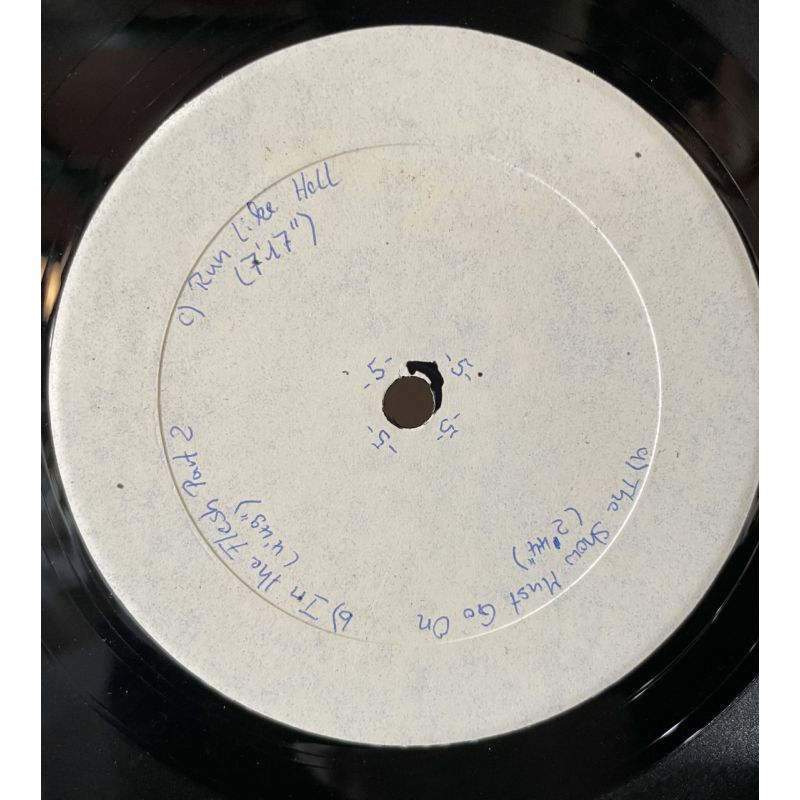 a) The Show Must Go On
(2'44")
b) In the Flesh Part 2
(4'49")
c) Run Like Hell
(7'17")
-5-
-5-
-5-
-5-